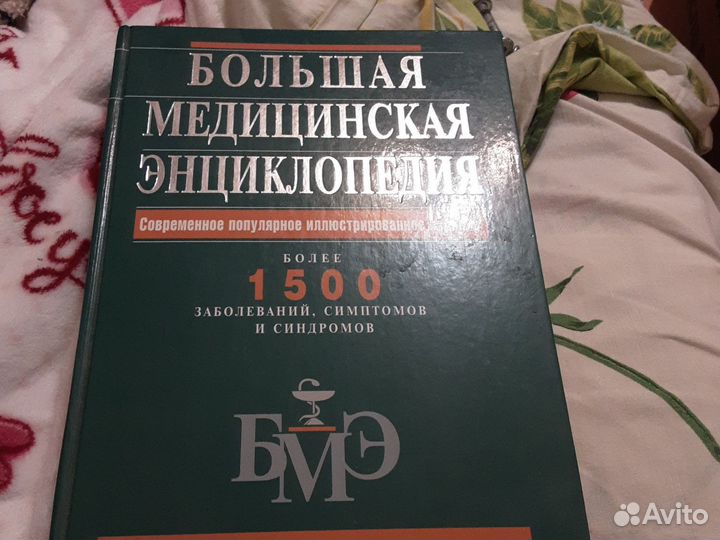 БОЛЬШАЯ
МЕДИЦИНСКАЯ
ЭНЦИКЛОПЕДИЯ
Современное популярное иллюстрированное
БОЛЕЕ
1500
ЗАБОЛЕВАНИЙ, СИМПТОМОВ
И СИНДРОМОВ
БМЭ
Avito